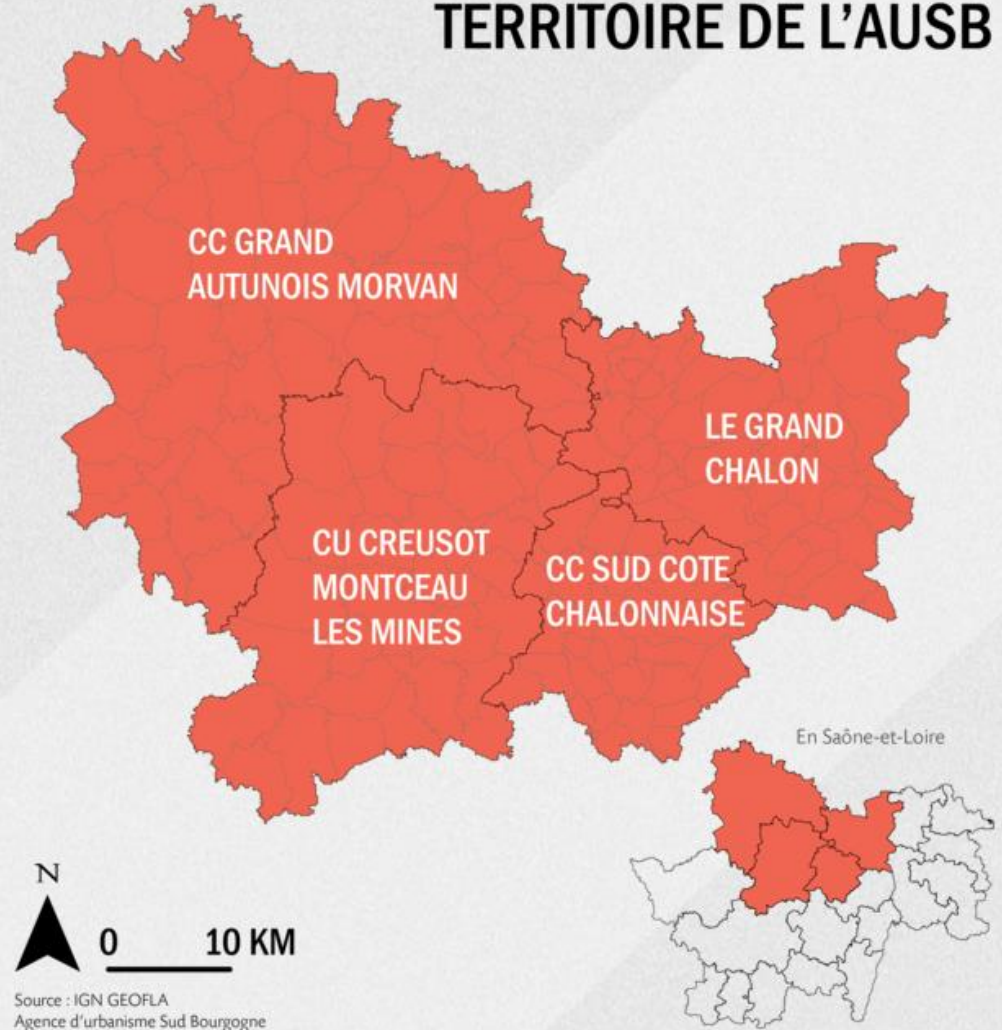 TERRITOIRE DE L'AUSB
CC GRAND
AUTUNOIS MORVAN
LE GRAND
CHALON
CU CREUSOT
MONTCEAU
LES MINES
CC SUD COTE
CHALONNAISE
En Saône-et-Loire
N
0 10 KM
Source : IGN GEOFLA
Agence d'urbanisme Sud Bourgogne